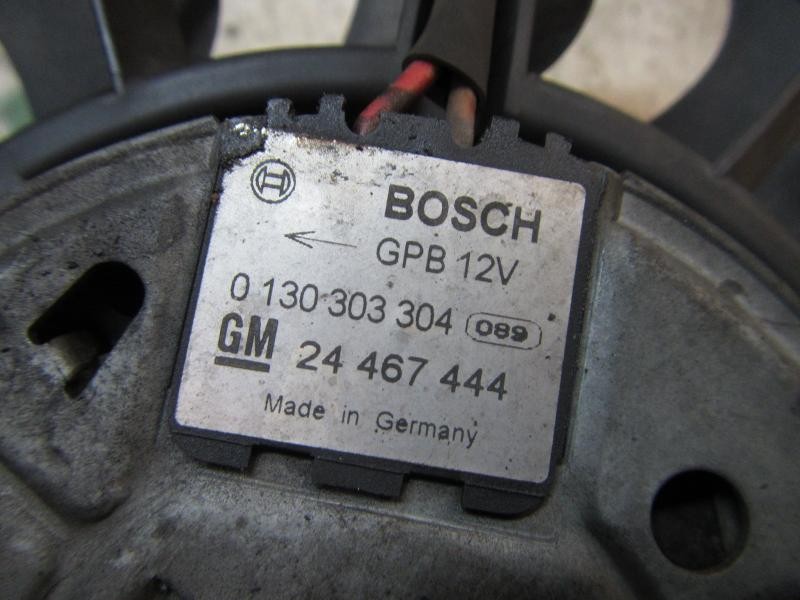 BOSCH
GPB 12V
0 130 303 304 089
GM 24 467 444
Made in Germany